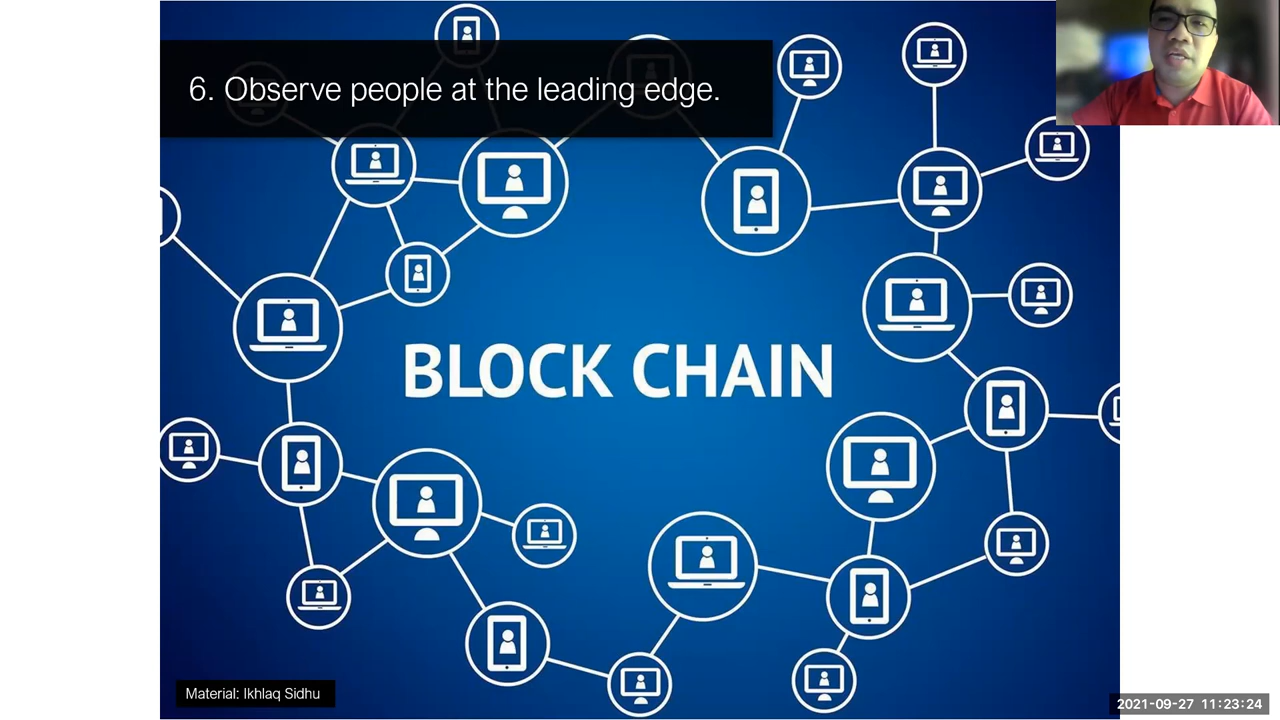 6. Observe people at the leading edge.
BLOCK CHAIN
Material: Ikhlaq Sidhu
2021-09-27 11:23:24